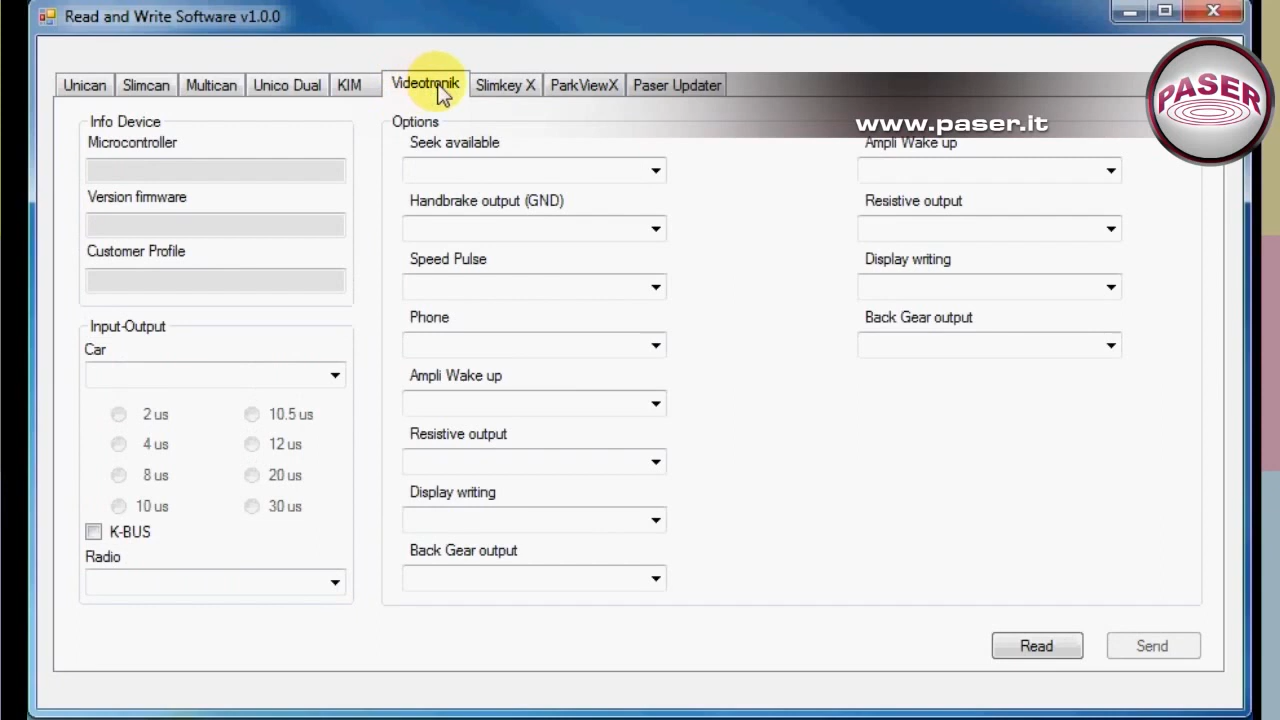 Read and Write Software v1.0.0
Unican Slimcan Multican Unico Dual KIM Videotronik Slimkey X ParkViewX Paser Updater
PASER
www.paser.it
Info Device
Microcontroller
Version firmware
Customer Profile
Input-Output
Car
2 us 10.5 us
4 us 12 us
8 us 20 us
10 us 30 us
K-BUS
Radio
Options
Seek available
Handbrake output (GND)
Speed Pulse
Phone
Ampli Wake up
Resistive output
Display writing
Back Gear output
Ampli Wake up
Resistive output
Display writing
Back Gear output
Read Send